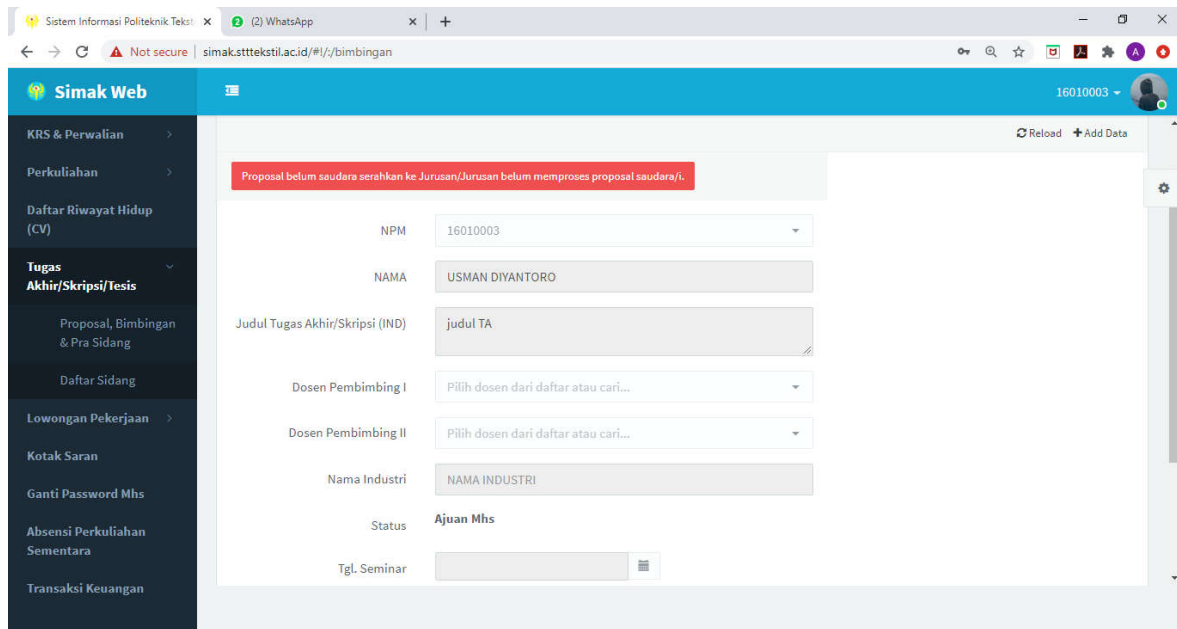 Sistem Informasi Politeknik Tekst
(2) WhatsApp
Not secure
simak.stttekstil.ac.id/#!/:/bimbingan
A
Simak Web
16010003
KRS & Perwalian
Reload
Add Data
Perkuliahan
Proposal belum saudara serahkan ke Jurusan/Jurusan belum memproses proposal saudara/i.
Daftar Riwayat Hidup
(CV)
NPM
16010003
Tugas
Akhir/Skripsi/Tesis
NAMA
USMAN DIYANTORO
Proposal, Bimbingan
& Pra Sidang
Judul Tugas Akhir/Skripsi (IND)
judul TA
Daftar Sidang
Dosen Pembimbing I
Pilih dosen dari daftar atau cari...
Lowongan Pekerjaan
Dosen Pembimbing II
Pilih dosen dari daftar atau cari...
Kotak Saran
Nama Industri
NAMA INDUSTRI
Ganti Password Mhs
Status
Ajuan Mhs
Absensi Perkuliahan
Sementara
Tgl. Seminar
Transaksi Keuangan